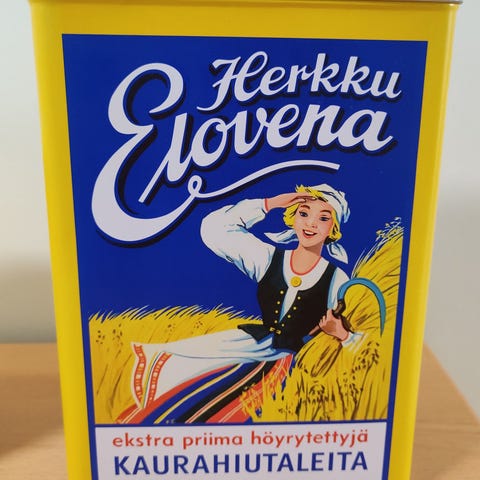 Herkku
Elovena
ekstra priima höyrytettyjä
KAURAHIUTALEITA